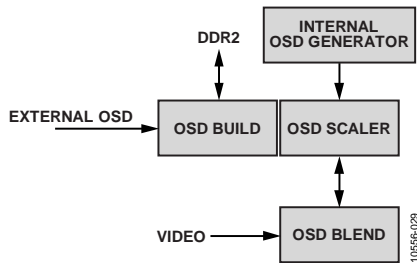 INTERNAL
OSD GENERATOR
DDR2
EXTERNAL OSD
OSD BUILD
OSD SCALER
VIDEO
OSD BLEND
10556-029